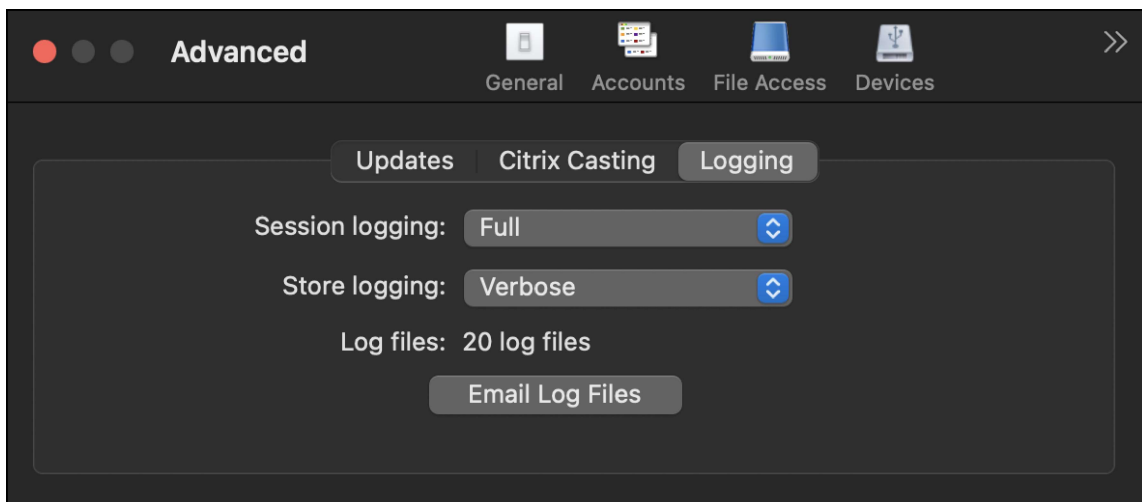 Advanced
General Accounts File Access Devices
Updates Citrix Casting Logging
Session logging: Full
Store logging: Verbose
Log files: 20 log files
Email Log Files